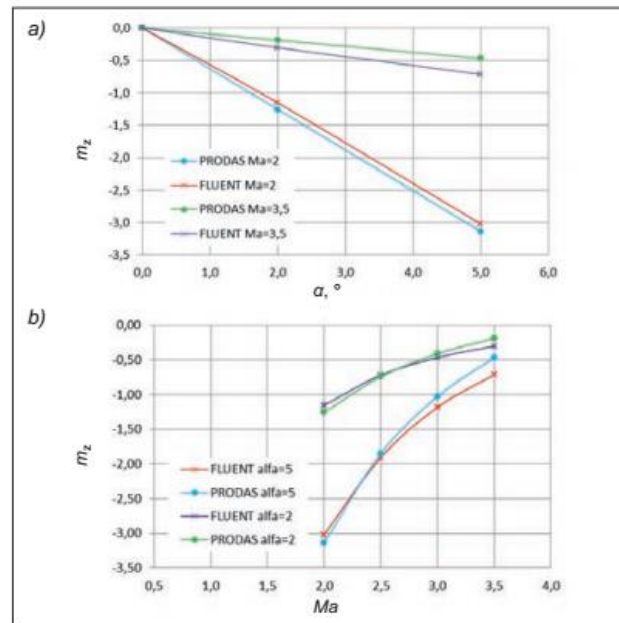 a)
0,0
-0,5
-1,0
-1,5
-2,0
-2,5
-3,0
-3,5
m_z
PRODAS Ma=2
FLUENT Ma=2
PRODAS Ma=3,5
FLUENT Ma=3,5
0,0 1,0 2,0 3,0 4,0 5,0 6,0
α, °
b)
0,00
-0,50
-1,00
-1,50
-2,00
-2,50
-3,00
-3,50
m_z
FLUENT alfa=5
PRODAS alfa=5
FLUENT alfa=2
PRODAS alfa=2
0,5 1,0 1,5 2,0 2,5 3,0 3,5 4,0
Ma